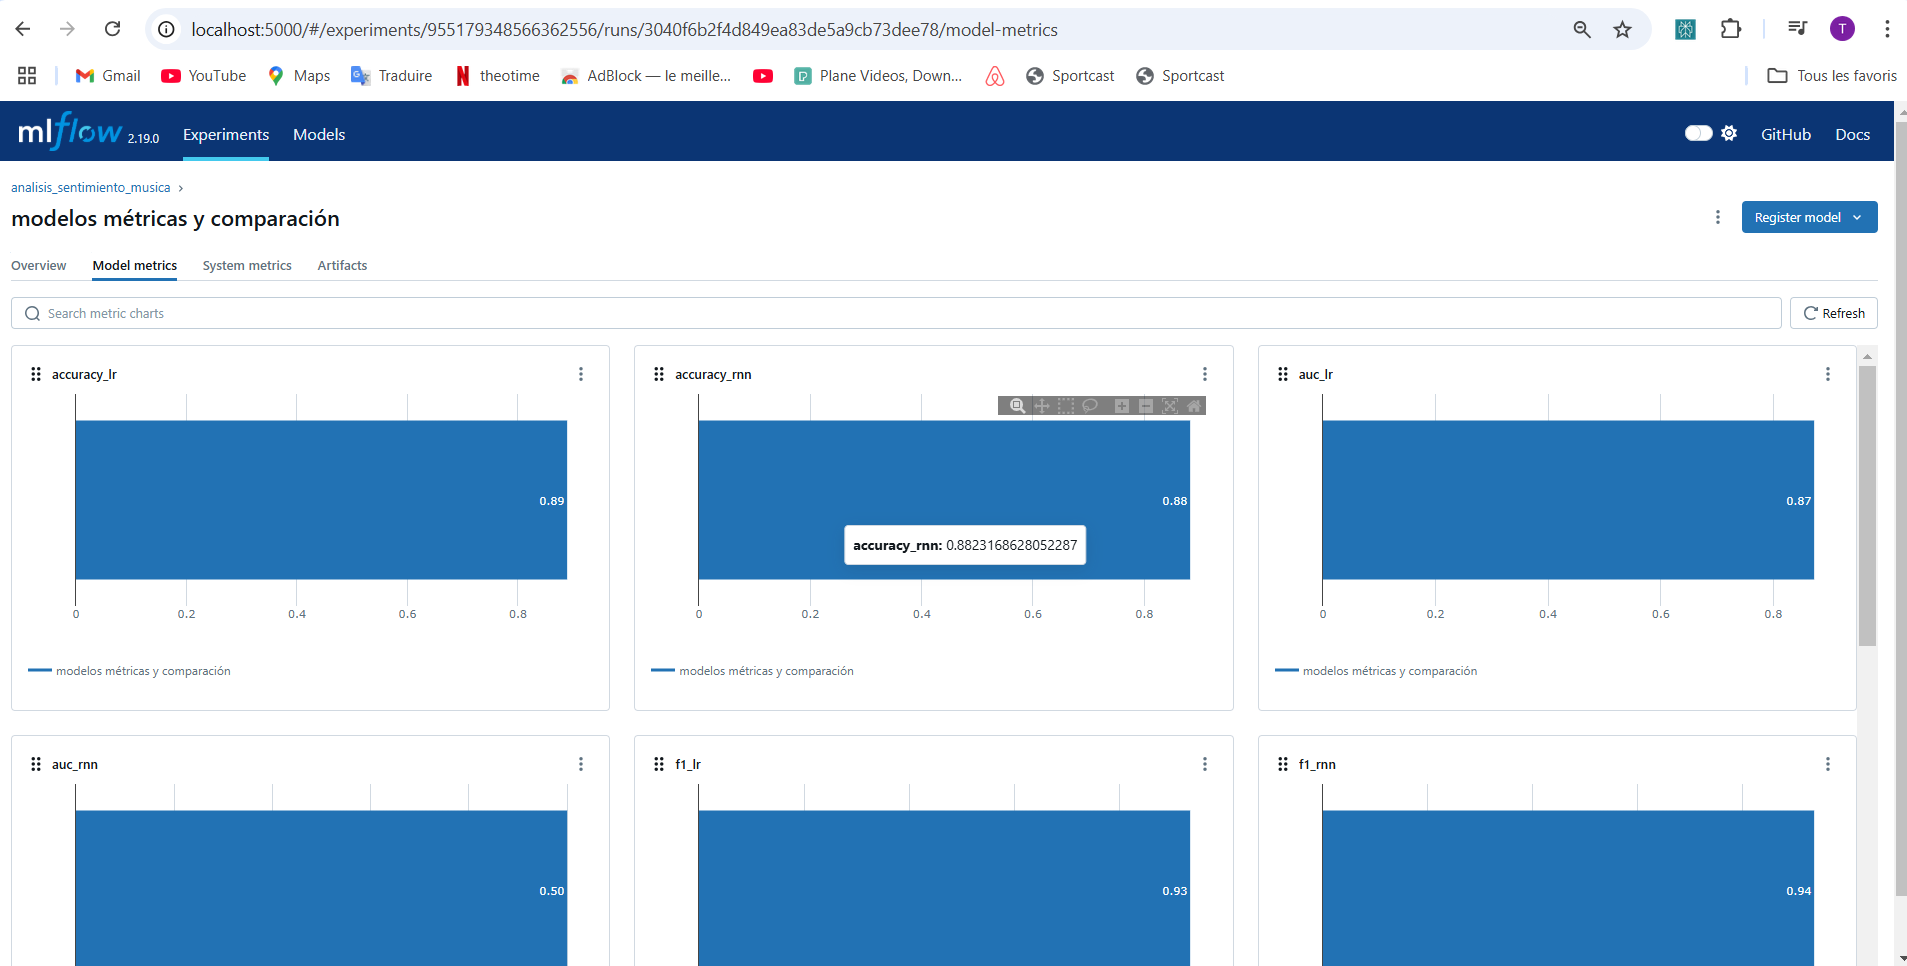 localhost:5000/#/experiments/955179348566362556/runs/3040f6b2f4d849ea83de5a9cb73dee78/model-metrics
T
Gmail YouTube Maps Traduire theotime AdBlock — le meille... Plane Videos, Down... Sportcast Sportcast Tous les favoris
mlflow 2.19.0 Experiments Models GitHub Docs
analisis_sentimiento_musica >
modelos métricas y comparación
Register model
Overview Model metrics System metrics Artifacts
Search metric charts
Refresh
accuracy_lr
0.89
0 0.2 0.4 0.6 0.8
modelos métricas y comparación
accuracy_rnn
0.88
accuracy_rnn: 0.8823168628052287
0 0.2 0.4 0.6 0.8
modelos métricas y comparación
auc_lr
0.87
0 0.2 0.4 0.6 0.8
modelos métricas y comparación
auc_rnn
0.50
f1_lr
0.93
f1_rnn
0.94